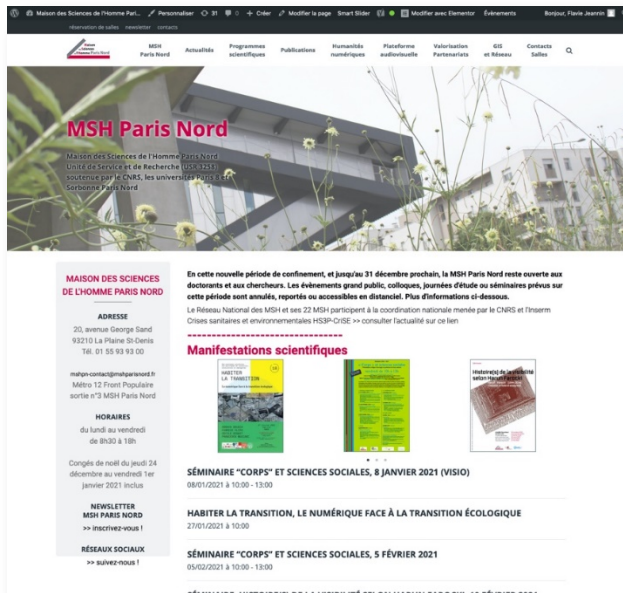 Maison des Sciences de l'Homme Pari... Personnaliser 31 0 + Créer Modifier la page Smart Slider Modifier avec Elementor Évènements Bonjour, Flavie Jeannin
réservation de salles newsletter contacts
MSH Paris Nord
Actualités
Programmes scientifiques
Publications
Humanités numériques
Plateforme audiovisuelle
Valorisation Partenariats
GIS et Réseau
Contacts Salles
MSH Paris Nord
Maison des Sciences de l'Homme Paris Nord
Unité de Service et de Recherche (USR 3258)
soutenue par le CNRS, les universités Paris 8 et
Sorbonne Paris Nord
MAISON DES SCIENCES
DE L'HOMME PARIS NORD
ADRESSE
20, avenue George Sand
93210 La Plaine St-Denis
Tél. 01 55 93 93 00
mshpn-contact@mshparisnord.fr
Métro 12 Front Populaire
sortie n°3 MSH Paris Nord
HORAIRES
du lundi au vendredi
de 8h30 à 18h
Congés de noël du jeudi 24
décembre au vendredi 1er
janvier 2021 inclus
NEWSLETTER
MSH PARIS NORD
>> inscrivez-vous !
RÉSEAUX SOCIAUX
>> suivez-nous !
En cette nouvelle période de confinement, et jusqu'au 31 décembre prochain, la MSH Paris Nord reste ouverte aux
doctorants et aux chercheurs. Les évènements grand public, colloques, journées d'étude ou séminaires prévus sur
cette période sont annulés, reportés ou accessibles en distanciel. Plus d'informations ci-dessous.
Le Réseau National des MSH et ses 22 MSH participent à la coordination nationale menée par le CNRS et l'Inserm
Crises sanitaires et environnementales HS3P-CriSE >> consulter l'actualité sur ce lien
Manifestations scientifiques
HABITER
LA TRANSITION
Histoire(s) de la visibilité
selon Harun Farocki
SÉMINAIRE "CORPS" ET SCIENCES SOCIALES, 8 JANVIER 2021 (VISIO)
08/01/2021 à 10:00 - 13:00
HABITER LA TRANSITION, LE NUMÉRIQUE FACE À LA TRANSITION ÉCOLOGIQUE
27/01/2021 à 10:00
SÉMINAIRE "CORPS" ET SCIENCES SOCIALES, 5 FÉVRIER 2021
05/02/2021 à 10:00 - 13:00